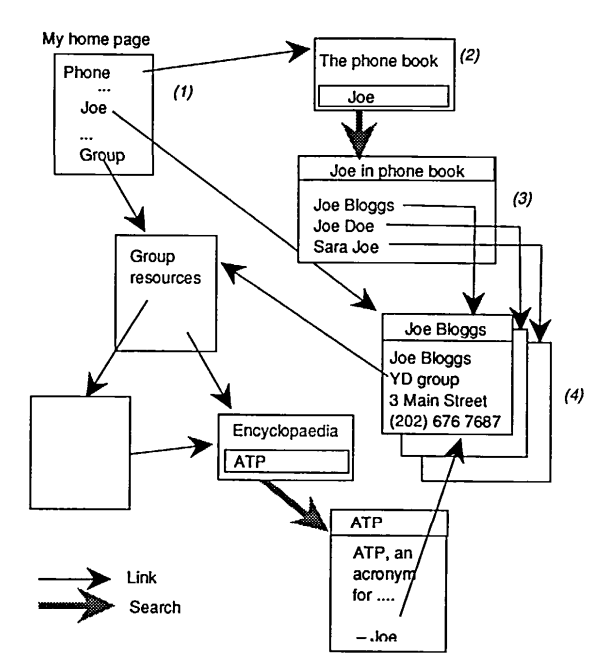 My home page
Phone
...
Joe
...
Group
(1)
The phone book
Joe
(2)
Joe in phone book
Joe Bloggs
Joe Doe
Sara Joe
(3)
Group
resources
Joe Bloggs
Joe Bloggs
YD group
3 Main Street
(202) 676 7687
(4)
Encyclopaedia
ATP
ATP
ATP, an
acronym
for ....
– Joe
Link
Search